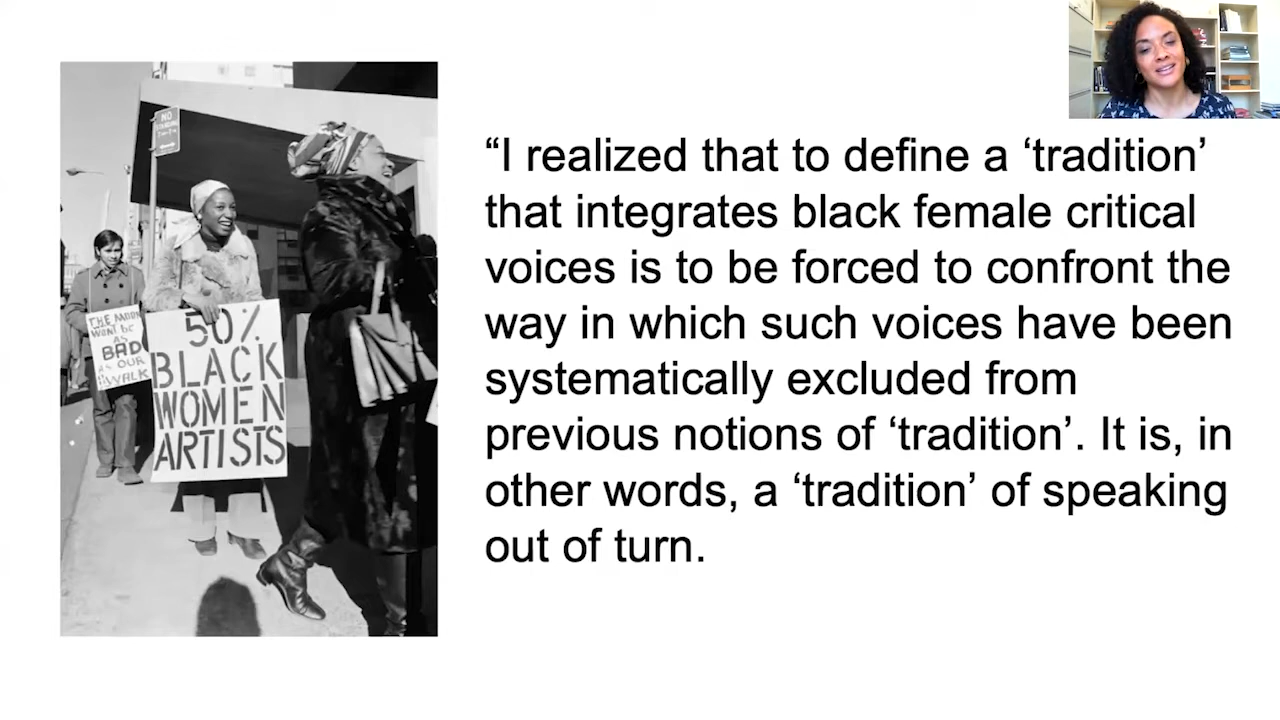 “I realized that to define a ‘tradition’
that integrates black female critical
voices is to be forced to confront the
way in which such voices have been
systematically excluded from
previous notions of ‘tradition’. It is, in
other words, a ‘tradition’ of speaking
out of turn.
NO
STANDING
50%
BLACK
WOMEN
ARTISTS
THE MOON
WON'T BE
AS
BAD
AS OUR
WALK